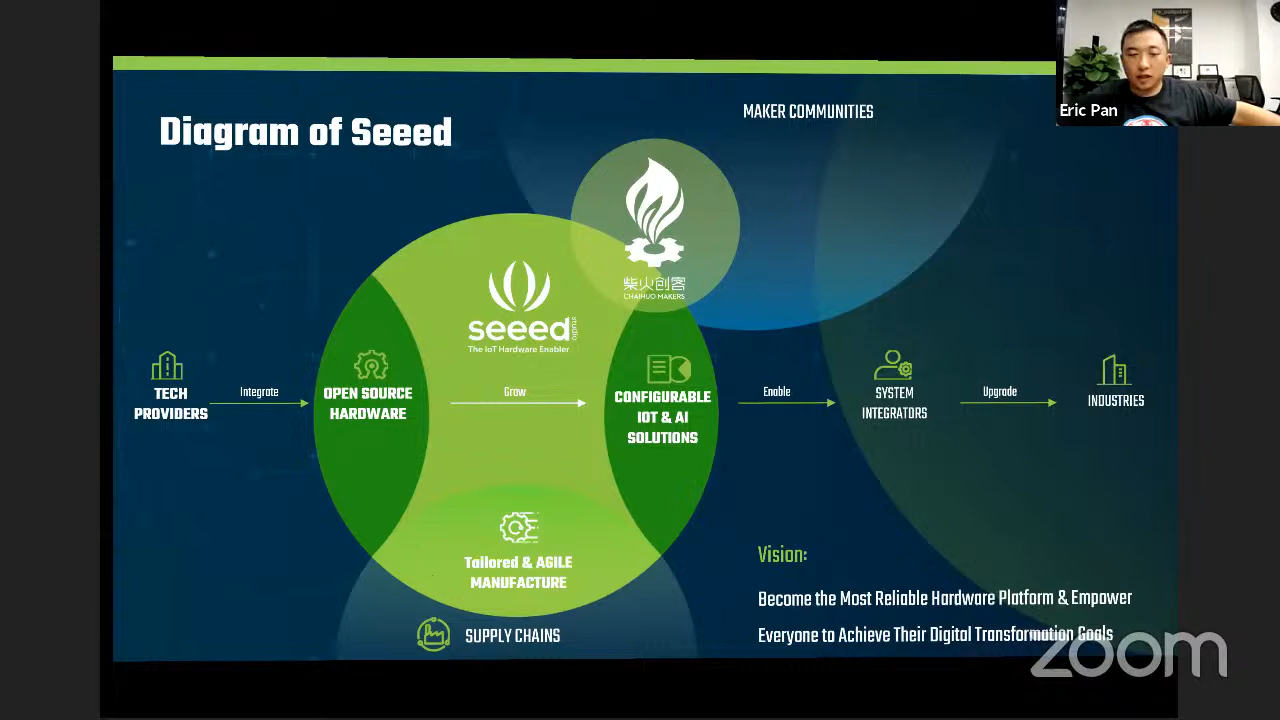 Eric Pan
MAKER COMMUNITIES
Diagram of Seeed
柴火创客
CHAIHUO MAKERS
seeed
studio
The IoT Hardware Enabler
TECH
PROVIDERS
Integrate
OPEN SOURCE
HARDWARE
Grow
CONFIGURABLE
IOT & AI
SOLUTIONS
Enable
SYSTEM
INTEGRATORS
Upgrade
INDUSTRIES
Tailored & AGILE
MANUFACTURE
SUPPLY CHAINS
Vision:
Become the Most Reliable Hardware Platform & Empower
Everyone to Achieve Their Digital Transformation Goals
zoom